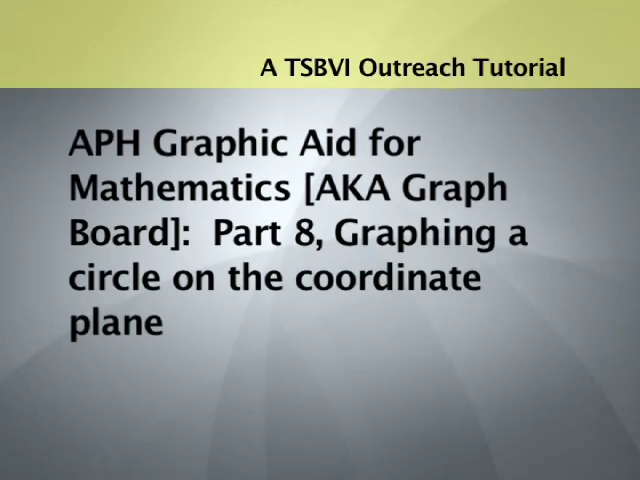 A TSBVI Outreach Tutorial
APH Graphic Aid for
Mathematics [AKA Graph
Board]:  Part 8, Graphing a
circle on the coordinate
plane